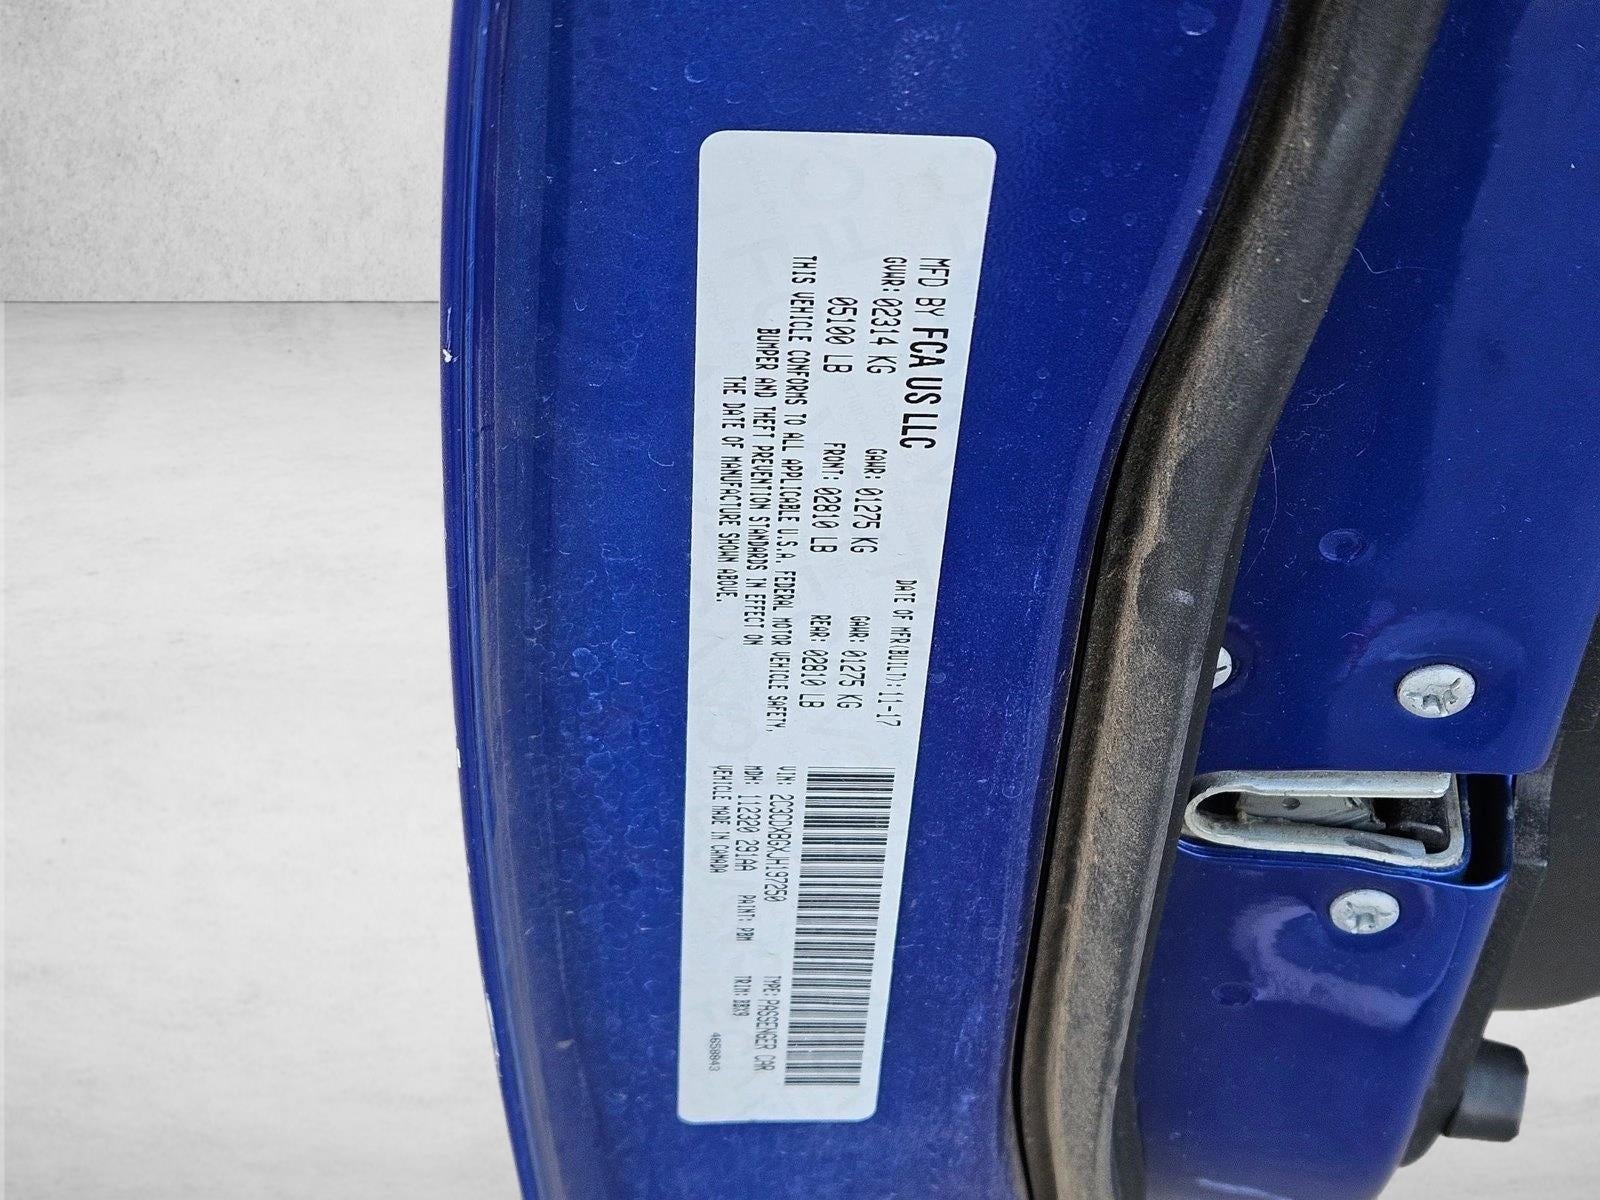 MFD BY FCA US LLC
DATE OF MFR(BUILT): 11-17
GVWR: 02314 KG GAWR: 01275 KG GAWR: 01275 KG
05100 LB FRONT: 02810 LB REAR: 02810 LB
THIS VEHICLE CONFORMS TO ALL APPLICABLE U.S.A. FEDERAL MOTOR VEHICLE SAFETY,
BUMPER AND THEFT PREVENTION STANDARDS IN EFFECT ON
THE DATE OF MANUFACTURE SHOWN ABOVE.
VIN: 2C3CDXBGXJH197250 TYPE: PASSENGER CAR
MDH: 112320 291AA PAINT: PBM TRIM: BBX9
VEHICLE MADE IN CANADA 4658843